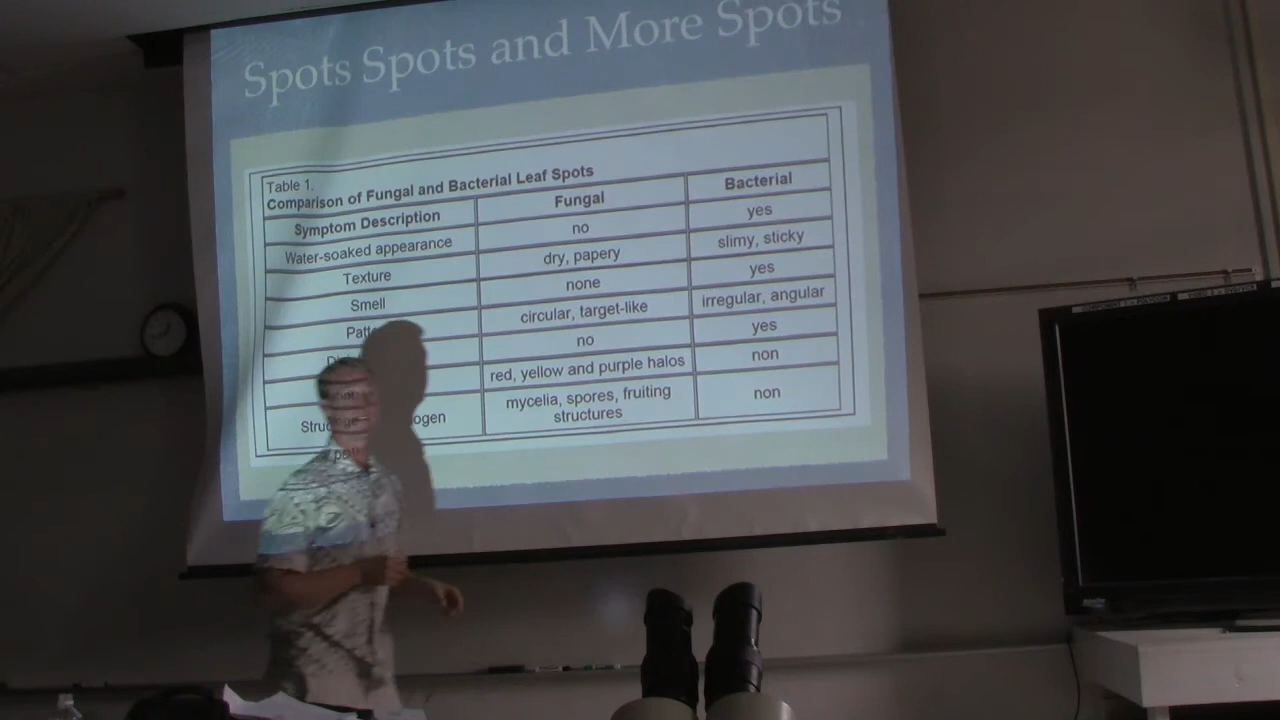 Spots Spots and More Spots
Table 1.
Comparison of Fungal and Bacterial Leaf Spots
Symptom Description Fungal Bacterial
Water-soaked appearance no yes
Texture dry, papery slimy, sticky
Smell none yes
circular, target-like irregular, angular
no yes
red, yellow and purple halos non
mycelia, spores, fruiting structures non